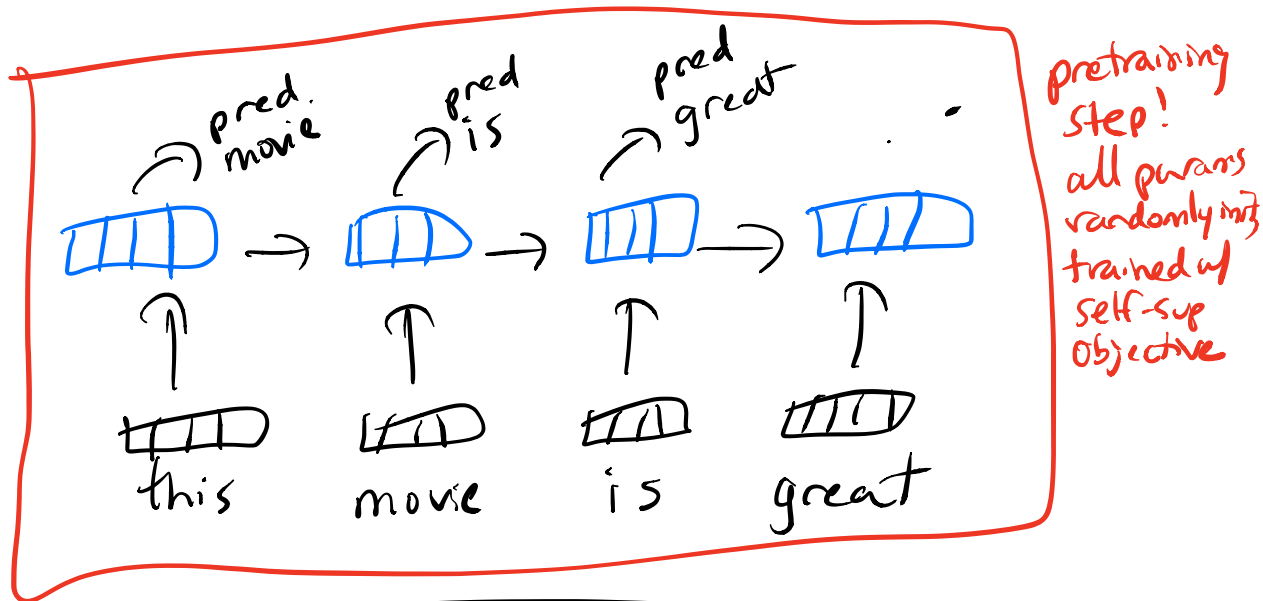 pred.
movie
pred
is
pred
great
this movie is great
pretraining
step!
all params
randomly init,
trained w/
self-sup
objective